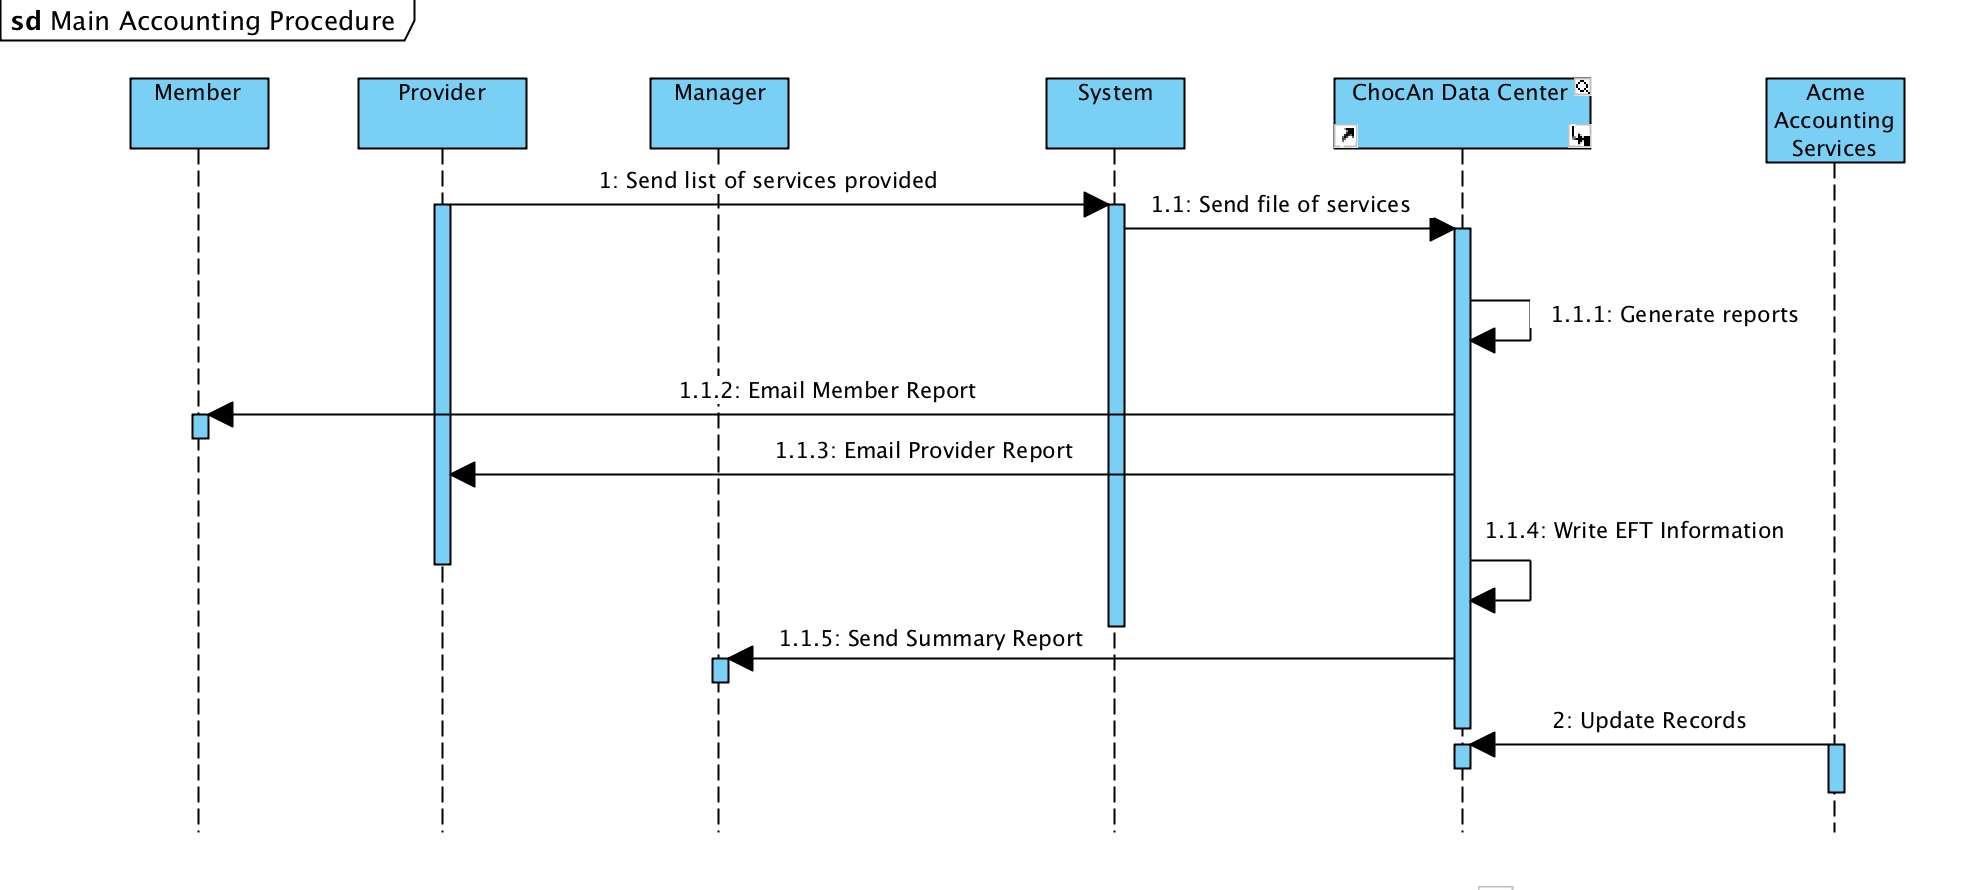 sd Main Accounting Procedure
Member
Provider
Manager
System
ChocAn Data Center
Acme
Accounting
Services
1: Send list of services provided
1.1: Send file of services
1.1.1: Generate reports
1.1.2: Email Member Report
1.1.3: Email Provider Report
1.1.4: Write EFT Information
1.1.5: Send Summary Report
2: Update Records